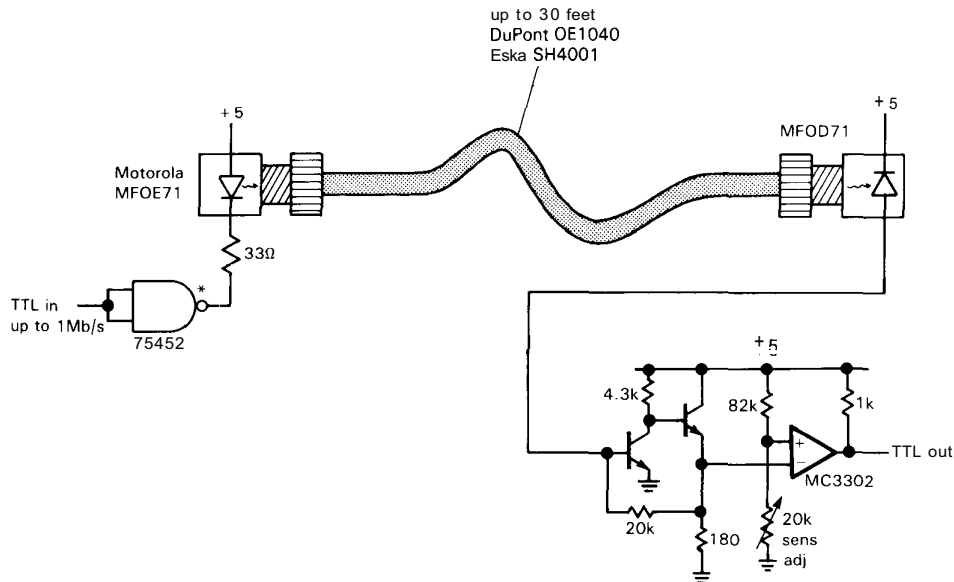 up to 30 feet
DuPont OE1040
Eska SH4001
+5
Motorola
MFOE71
MFOD71
+5
33Ω
*
TTL in
up to 1Mb/s
75452
+5
4.3k
82k
1k
+
−
TTL out
MC3302
20k
180
20k
sens
adj